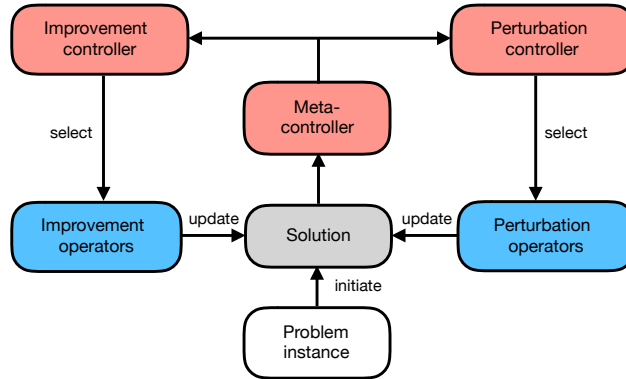 Improvement
controller
Perturbation
controller
Meta-
controller
select
select
Improvement
operators
update
Solution
update
Perturbation
operators
initiate
Problem
instance